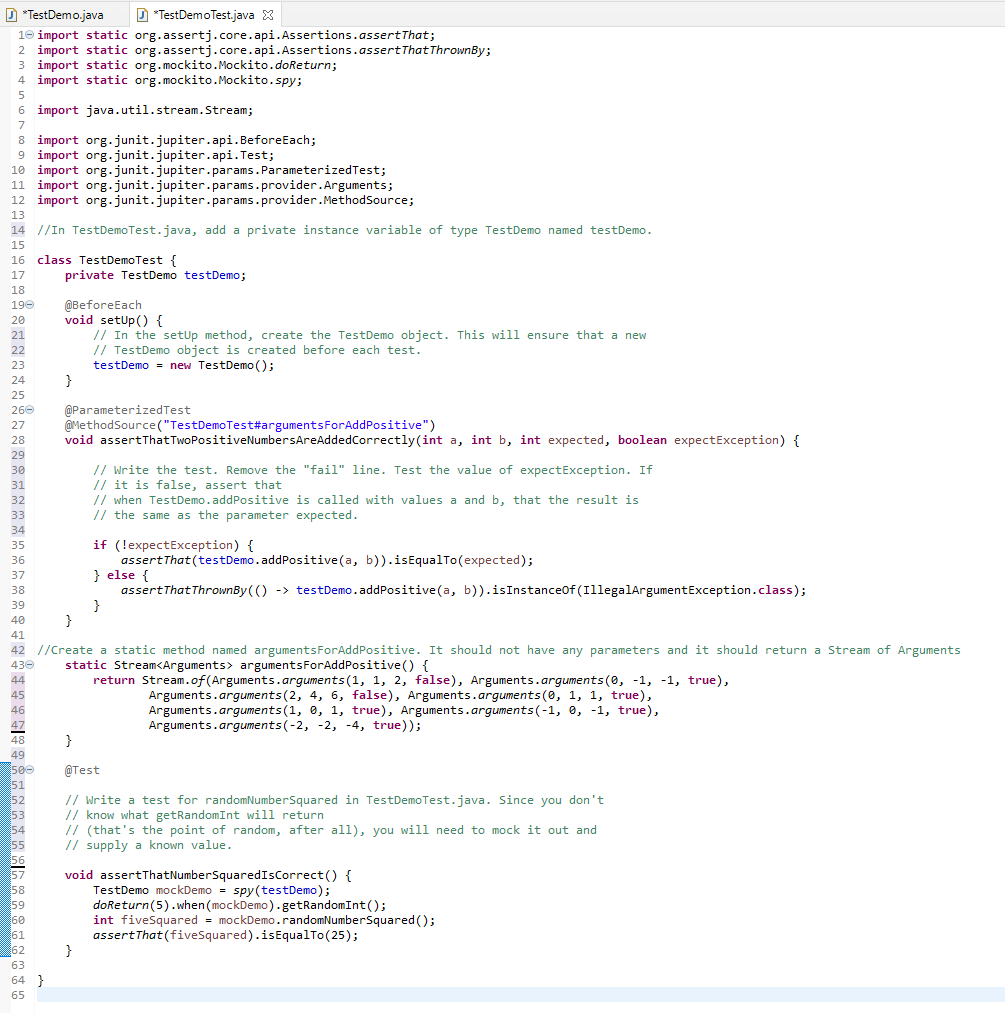 *TestDemo.java *TestDemoTest.java
1 import static org.assertj.core.api.Assertions.assertThat;
2 import static org.assertj.core.api.Assertions.assertThatThrownBy;
3 import static org.mockito.Mockito.doReturn;
4 import static org.mockito.Mockito.spy;
5
6 import java.util.stream.Stream;
7
8 import org.junit.jupiter.api.BeforeEach;
9 import org.junit.jupiter.api.Test;
10 import org.junit.jupiter.params.ParameterizedTest;
11 import org.junit.jupiter.params.provider.Arguments;
12 import org.junit.jupiter.params.provider.MethodSource;
13
14 //In TestDemoTest.java, add a private instance variable of type TestDemo named testDemo.
15
16 class TestDemoTest {
17     private TestDemo testDemo;
18
19     @BeforeEach
20     void setUp() {
21         // In the setUp method, create the TestDemo object. This will ensure that a new
22         // TestDemo object is created before each test.
23         testDemo = new TestDemo();
24     }
25
26     @ParameterizedTest
27     @MethodSource("TestDemoTest#argumentsForAddPositive")
28     void assertThatTwoPositiveNumbersAreAddedCorrectly(int a, int b, int expected, boolean expectException) {
29
30         // Write the test. Remove the "fail" line. Test the value of expectException. If
31         // it is false, assert that
32         // when TestDemo.addPositive is called with values a and b, that the result is
33         // the same as the parameter expected.
34
35         if (!expectException) {
36             assertThat(testDemo.addPositive(a, b)).isEqualTo(expected);
37         } else {
38             assertThatThrownBy(() -> testDemo.addPositive(a, b)).isInstanceOf(IllegalArgumentException.class);
39         }
40     }
41
42 //Create a static method named argumentsForAddPositive. It should not have any parameters and it should return a Stream of Arguments
43     static Stream<Arguments> argumentsForAddPositive() {
44         return Stream.of(Arguments.arguments(1, 1, 2, false), Arguments.arguments(0, -1, -1, true),
45                 Arguments.arguments(2, 4, 6, false), Arguments.arguments(0, 1, 1, true),
46                 Arguments.arguments(1, 0, 1, true), Arguments.arguments(-1, 0, -1, true),
47                 Arguments.arguments(-2, -2, -4, true));
48     }
49
50     @Test
51
52     // Write a test for randomNumberSquared in TestDemoTest.java. Since you don't
53     // know what getRandomInt will return
54     // (that's the point of random, after all), you will need to mock it out and
55     // supply a known value.
56
57     void assertThatNumberSquaredIsCorrect() {
58         TestDemo mockDemo = spy(testDemo);
59         doReturn(5).when(mockDemo).getRandomInt();
60         int fiveSquared = mockDemo.randomNumberSquared();
61         assertThat(fiveSquared).isEqualTo(25);
62     }
63
64 }
65